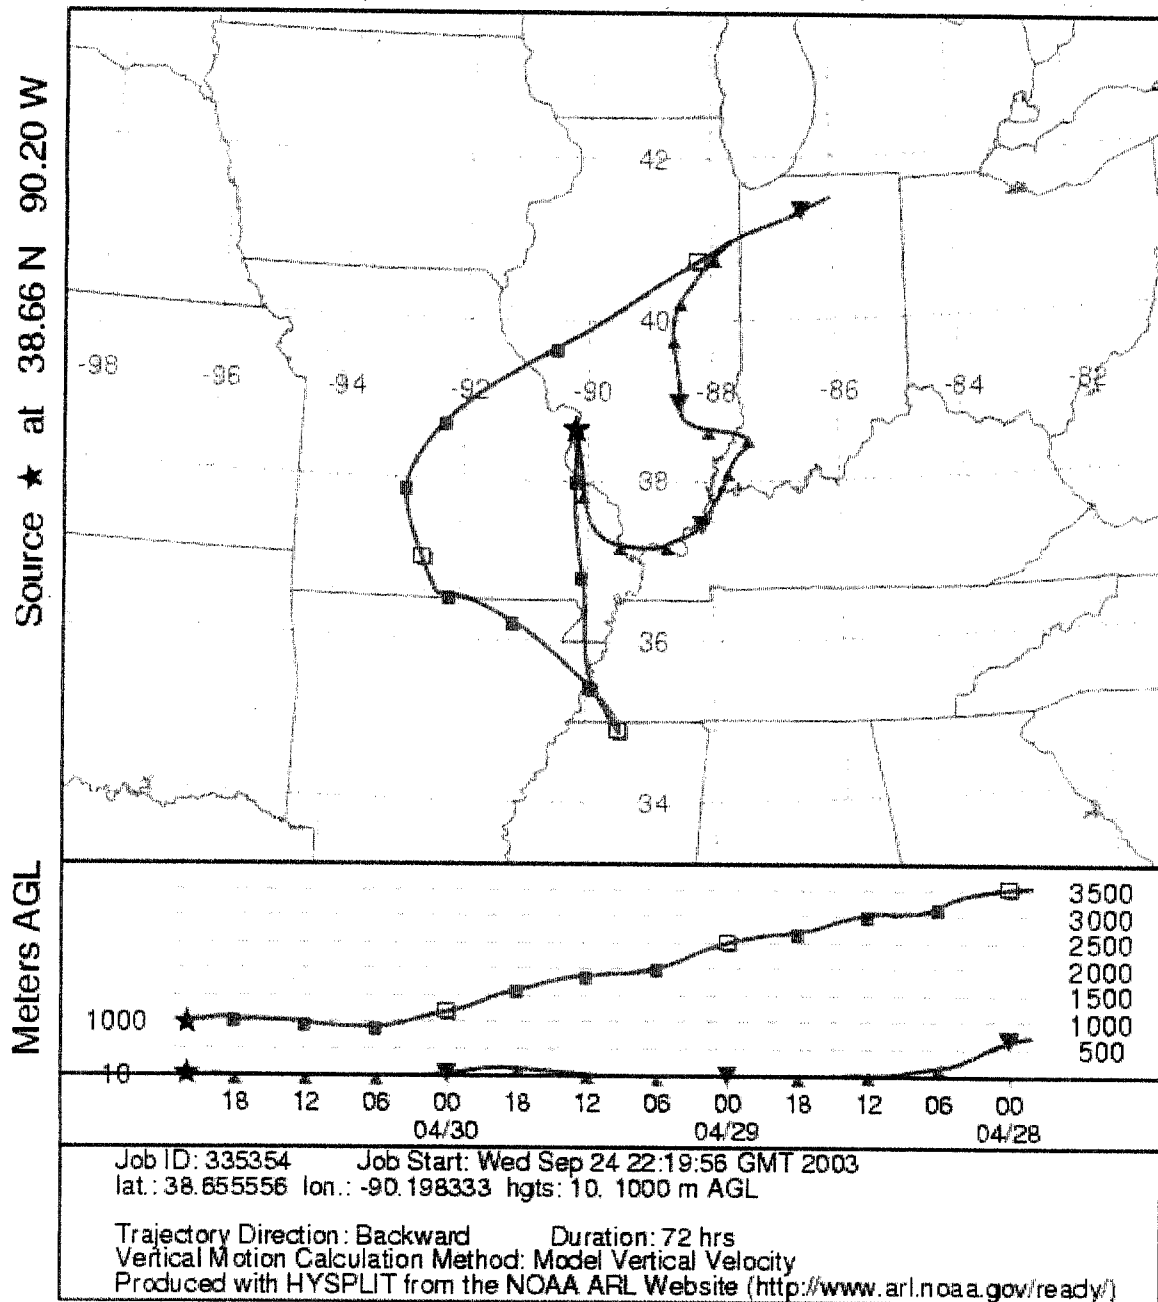 Source ★ at 38.66 N 90.20 W
42
40
-98 -96 -94 -92 -90 -88 -86 -84 -82
38
36
34
Meters AGL
3500
3000
2500
2000
1500
1000 1000
500
10
18 12 06 00 18 12 06 00 18 12 06 00
04/30 04/29 04/28
Job ID: 335354 Job Start: Wed Sep 24 22:19:56 GMT 2003
lat.: 38.655556 lon.: -90.198333 hgts: 10. 1000 m AGL
Trajectory Direction: Backward Duration: 72 hrs
Vertical Motion Calculation Method: Model Vertical Velocity
Produced with HYSPLIT from the NOAA ARL Website (http://www.arl.noaa.gov/ready/)